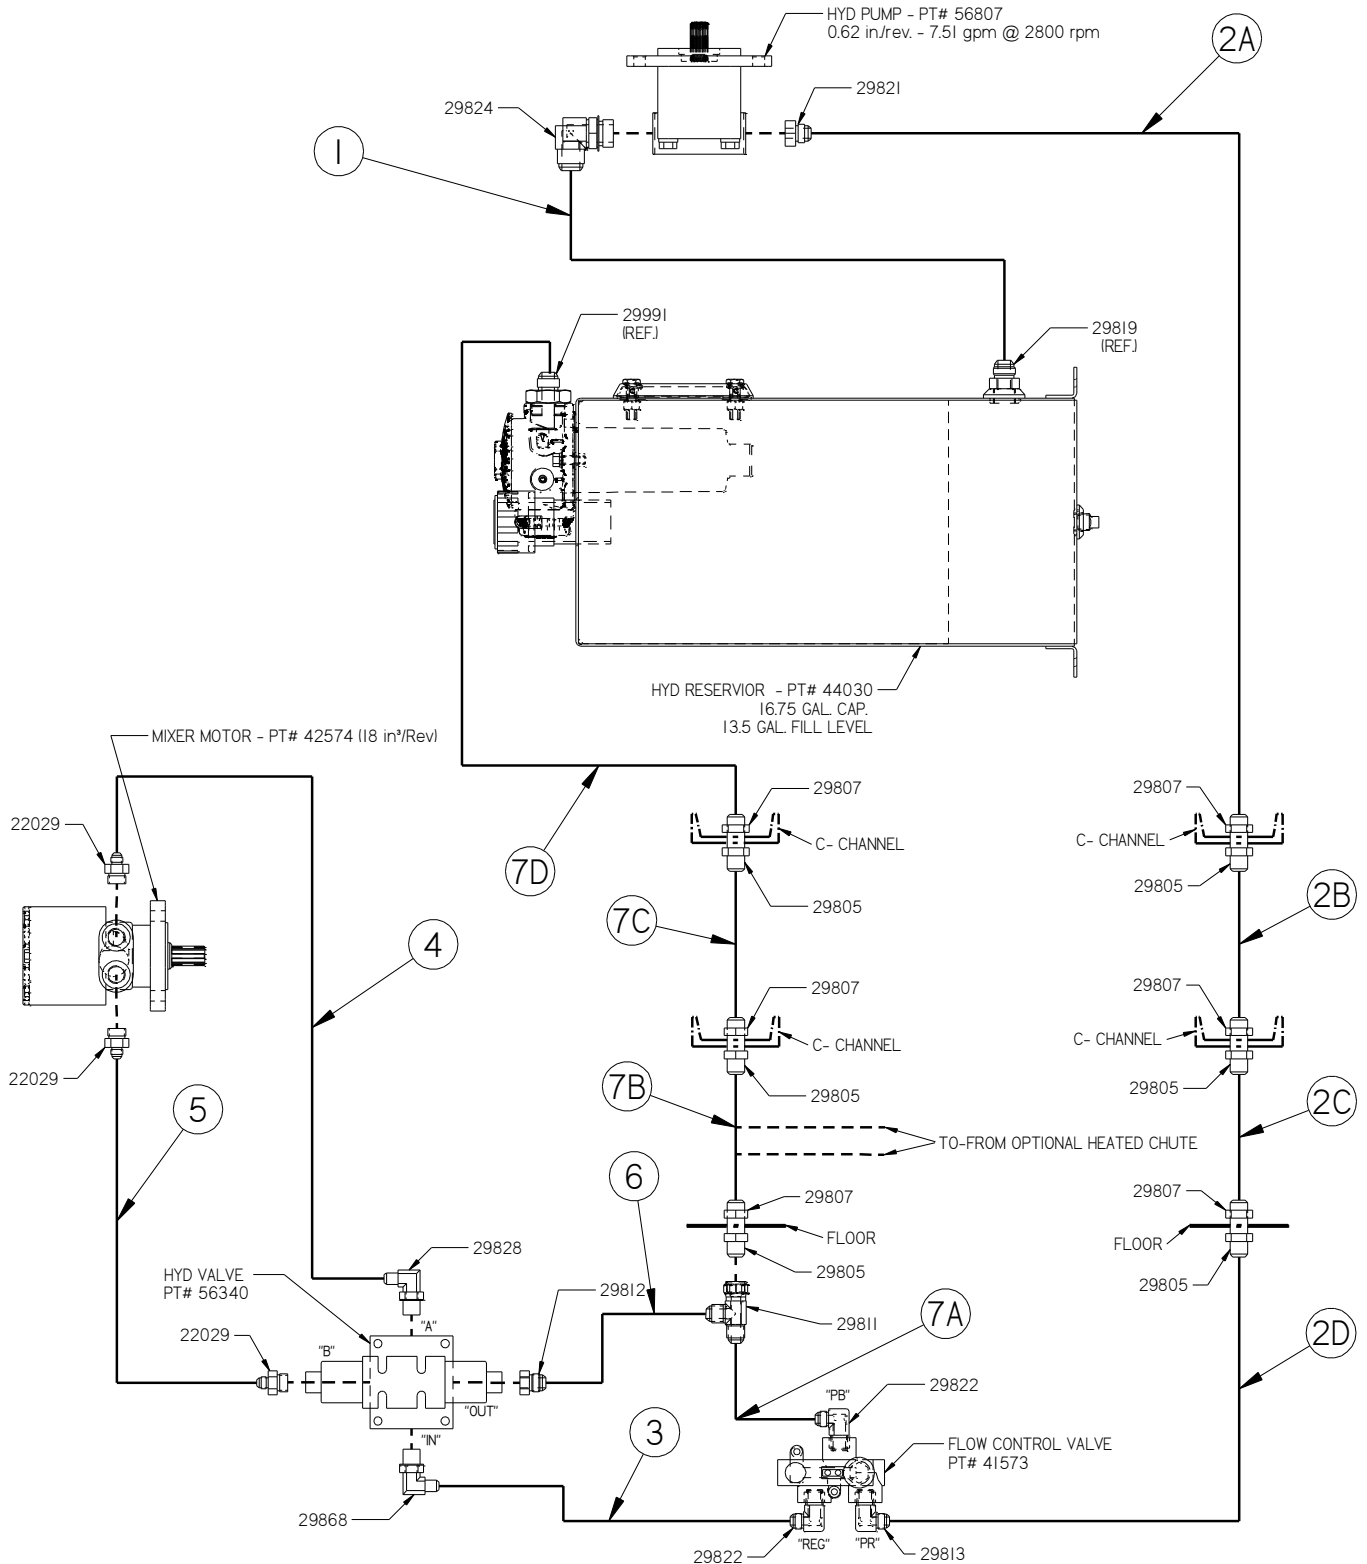 HYD PUMP - PT# 56807
0.62 in./rev. - 7.51 gpm @ 2800 rpm
2A
29821
29824
1
29991
(REF.)
29819
(REF.)
HYD RESERVIOR - PT# 44030
16.75 GAL. CAP.
13.5 GAL. FILL LEVEL
MIXER MOTOR - PT# 42574 (18 in³/Rev)
29807
29807
22029
C- CHANNEL
C- CHANNEL
7D
29805
29805
7C
2B
4
29807
29807
C- CHANNEL
C- CHANNEL
22029
29805
29805
7B
5
2C
TO-FROM OPTIONAL HEATED CHUTE
6
29807
29807
FLOOR
FLOOR
29828
29805
29805
HYD VALVE
PT# 56340
29812
29811
7A
2D
"A"
22029
"B"
"OUT"
"PB"
29822
"IN"
3
FLOW CONTROL VALVE
PT# 41573
29868
29822
"REG"
"PR"
29813